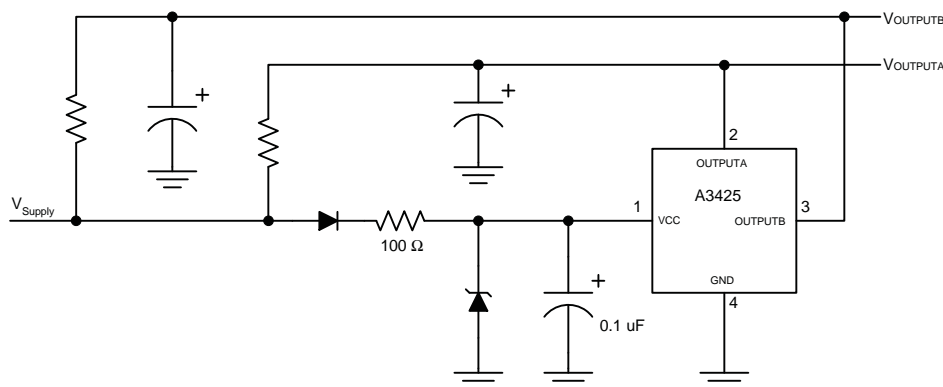 VOUTPUTB
+
VOUTPUTA
+
2
OUTPUTA
A3425
VSupply
1
VCC
OUTPUTB
3
100 Ω
GND
+
4
0.1 uF